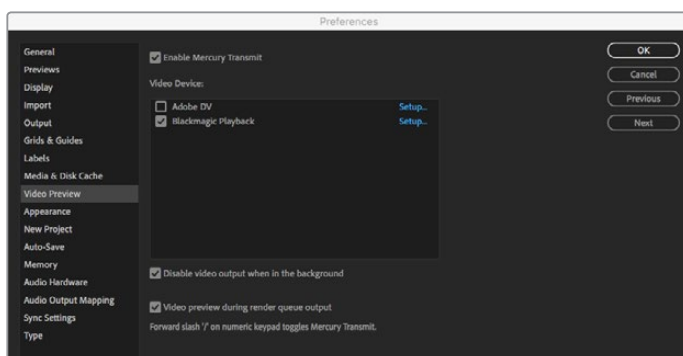 Preferences
General
Previews
Display
Import
Output
Grids & Guides
Labels
Media & Disk Cache
Video Preview
Appearance
New Project
Auto-Save
Memory
Audio Hardware
Audio Output Mapping
Sync Settings
Type
Enable Mercury Transmit
Video Device:
Adobe DV Setup...
Blackmagic Playback Setup...
Disable video output when in the background
Video preview during render queue output
Forward slash '/' on numeric keypad toggles Mercury Transmit.
OK
Cancel
Previous
Next